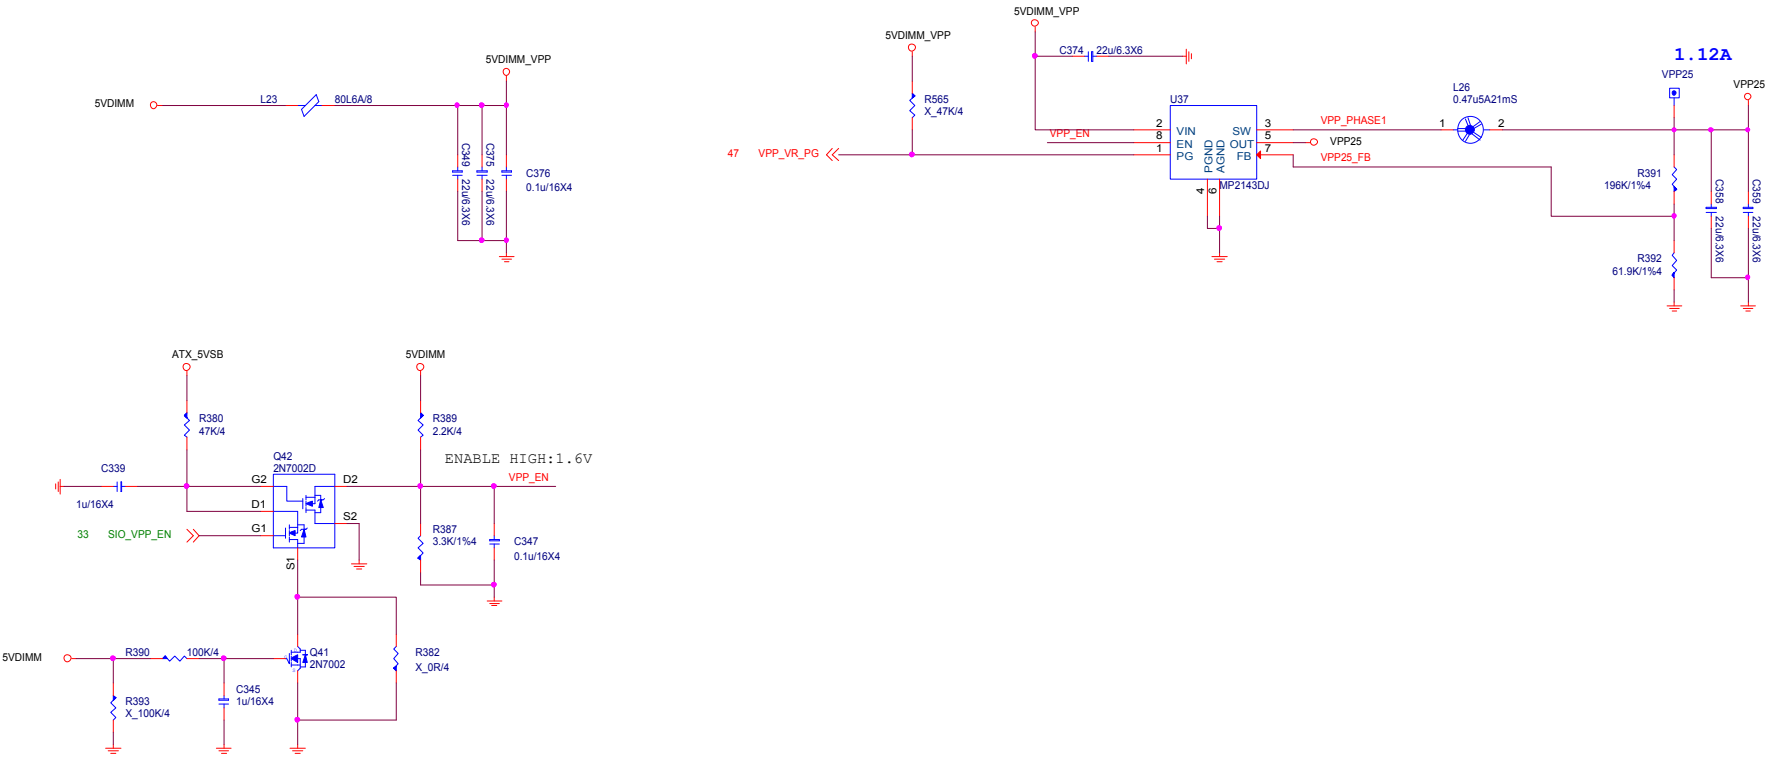 5VDIMM_VPP
5VDIMM
L23
80L6A/8
C349
22u/6.3X6
C375
22u/6.3X6
C376
0.1u/16X4
5VDIMM_VPP
5VDIMM_VPP
C374
22u/6.3X6
R565
X_47K/4
47
VPP_VR_PG
VPP_EN
U37
2
8
1
VIN
EN
PG
PGND
AGND
SW
OUT
FB
3
5
7
4
6
MP2143DJ
VPP_PHASE1
VPP25
VPP25_FB
L26
0.47u5A21mS
1
2
1.12A
VPP25
VPP25
R391
196K/1%4
R392
61.9K/1%4
C358
22u/6.3X6
C359
22u/6.3X6
ATX_5VSB
5VDIMM
R380
47K/4
R389
2.2K/4
C339
1u/16X4
Q42
2N7002D
G2
D1
G1
D2
S2
S1
ENABLE HIGH:1.6V
VPP_EN
33
SIO_VPP_EN
R387
3.3K/1%4
C347
0.1u/16X4
5VDIMM
R390
100K/4
R393
X_100K/4
C345
1u/16X4
Q41
2N7002
R382
X_0R/4